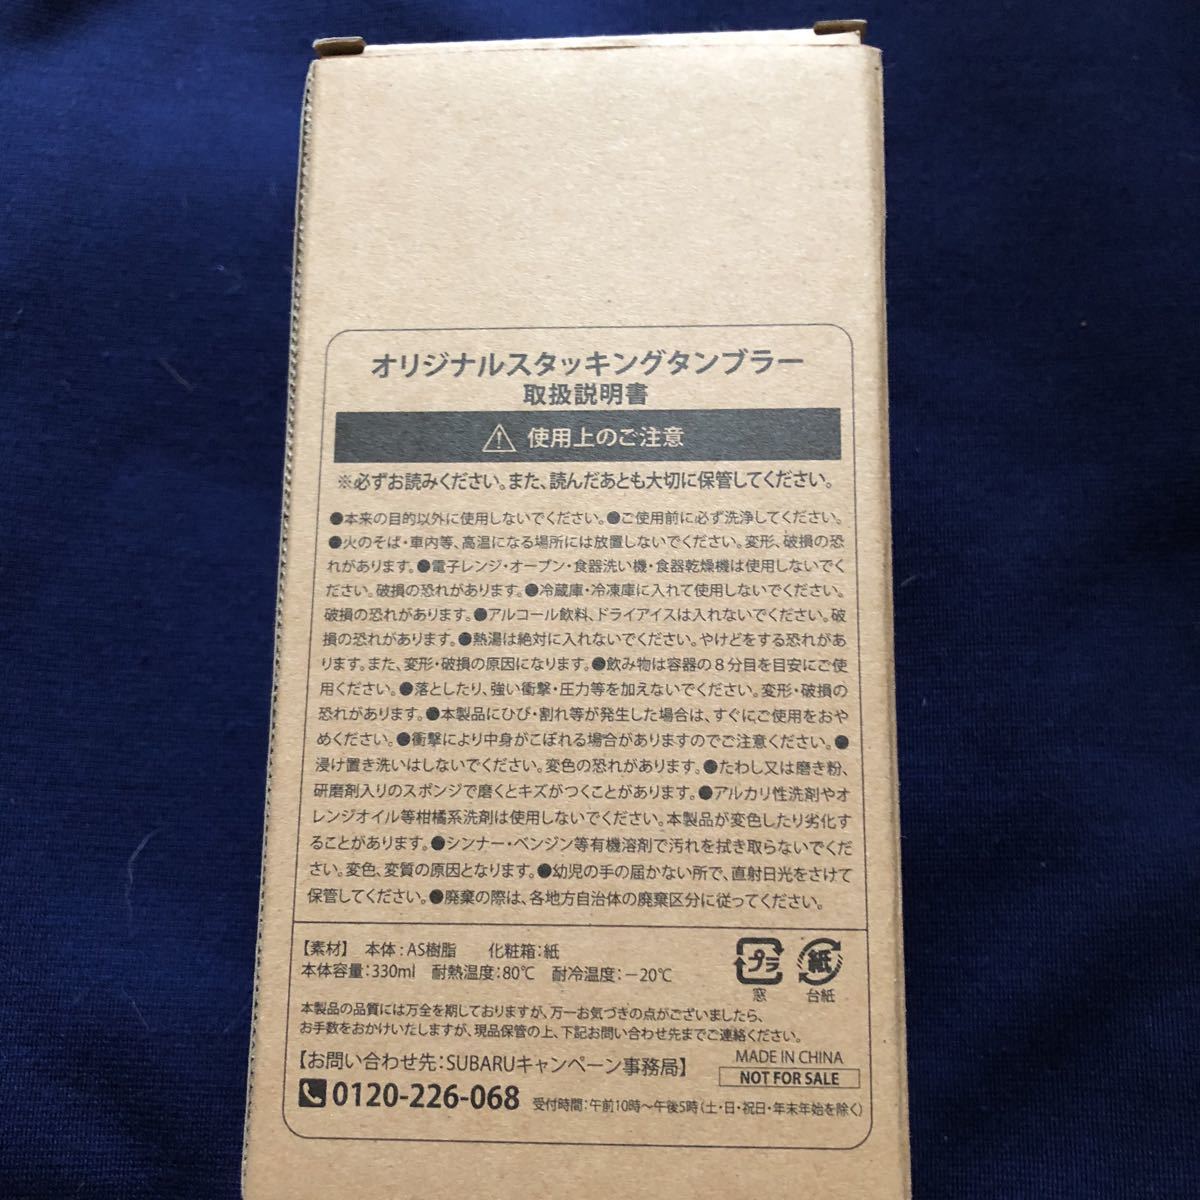 オリジナルスタッキングタンブラー
取扱説明書
使用上のご注意
※必ずお読みください。また、読んだあとも大切に保管してください。
●本来の目的以外に使用しないでください。●ご使用前に必ず洗浄してください。
●火のそば・車内等、高温になる場所には放置しないでください。変形、破損の恐
れがあります。●電子レンジ・オーブン・食器洗い機・食器乾燥機は使用しないでく
ださい。破損の恐れがあります。●冷蔵庫・冷凍庫に入れて使用しないでください。
破損の恐れがあります。●アルコール飲料、ドライアイスは入れないでください。破
損の恐れがあります。●熱湯は絶対に入れないでください。やけどをする恐れがあ
ります。また、変形・破損の原因になります。●飲み物は容器の8分目を目安にご使
用ください。●落としたり、強い衝撃・圧力等を加えないでください。変形・破損の
恐れがあります。●本製品にひび・割れ等が発生した場合は、すぐにご使用をおや
めください。●衝撃により中身がこぼれる場合がありますのでご注意ください。●
浸け置き洗いはしないでください。変色の恐れがあります。●たわし又は磨き粉、
研磨剤入りのスポンジで磨くとキズがつくことがあります。●アルカリ性洗剤やオ
レンジオイル等柑橘系洗剤は使用しないでください。本製品が変色したり劣化す
ることがあります。●シンナー・ベンジン等有機溶剤で汚れを拭き取らないでくだ
さい。変色、変質の原因となります。●幼児の手の届かない所で、直射日光をさけて
保管してください。●廃棄の際は、各地方自治体の廃棄区分に従ってください。
【素材】 本体：AS樹脂 化粧箱：紙
本体容量：330ml 耐熱温度：80℃ 耐冷温度：－20℃
プラ 紙
窓 台紙
本製品の品質には万全を期しておりますが、万一お気づきの点がございましたら、
お手数をおかけいたしますが、現品保管の上、下記お問い合わせ先までご連絡ください。
【お問い合わせ先：SUBARUキャンペーン事務局】
MADE IN CHINA
NOT FOR SALE
0120-226-068 受付時間：午前10時～午後5時（土・日・祝日・年末年始を除く）